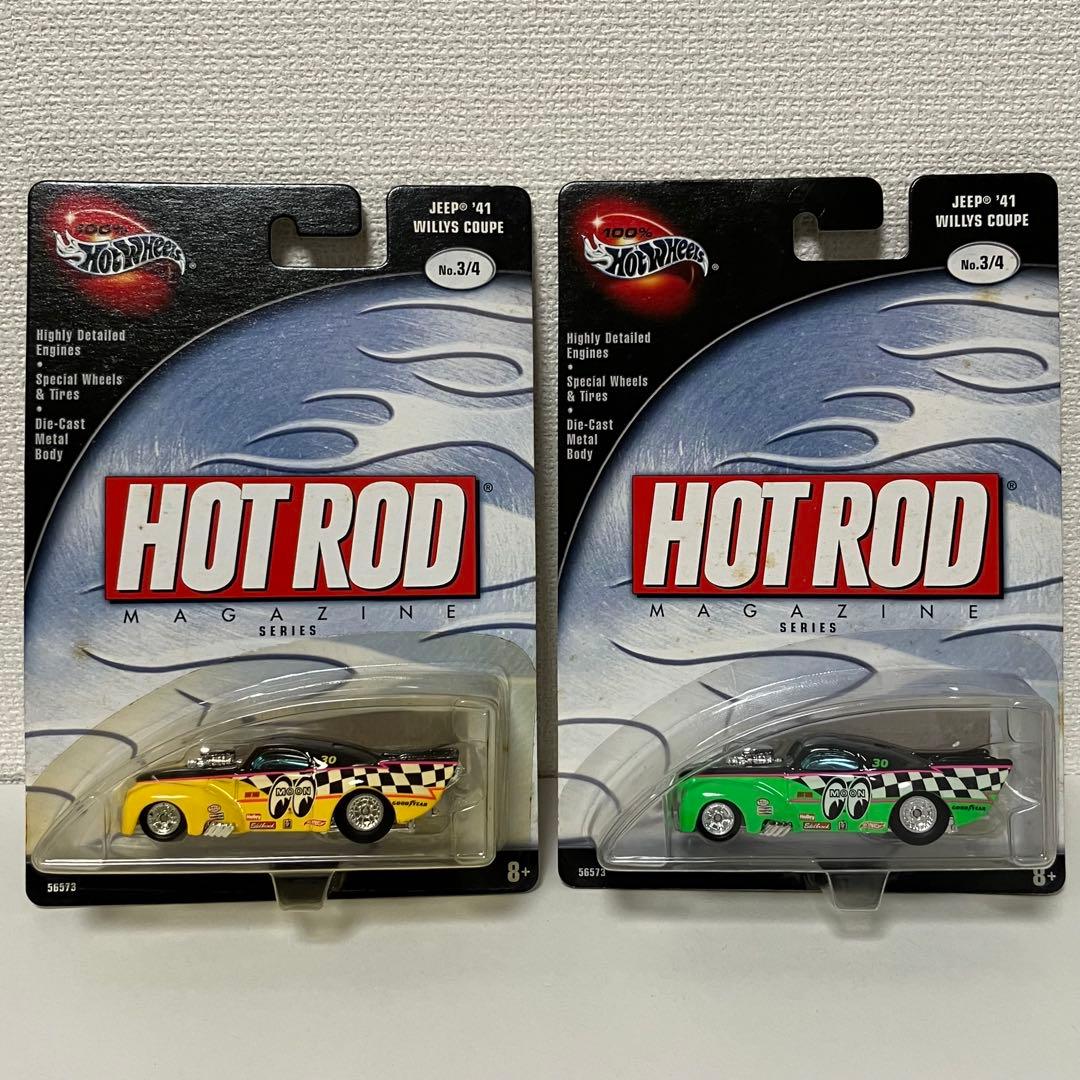 100%
Hot Wheels®
JEEP® '41
WILLYS COUPE
No.3/4
Highly Detailed
Engines
•
Special Wheels
& Tires
•
Die-Cast
Metal
Body
HOT ROD®
MAGAZINE
SERIES
30
MOON
GOODYEAR
Holley
Edelbrock
56573
8+
100%
Hot Wheels®
JEEP® '41
WILLYS COUPE
No.3/4
Highly Detailed
Engines
•
Special Wheels
& Tires
•
Die-Cast
Metal
Body
HOT ROD®
MAGAZINE
SERIES
30
MOON
GOODYEAR
Holley
Edelbrock
56573
8+